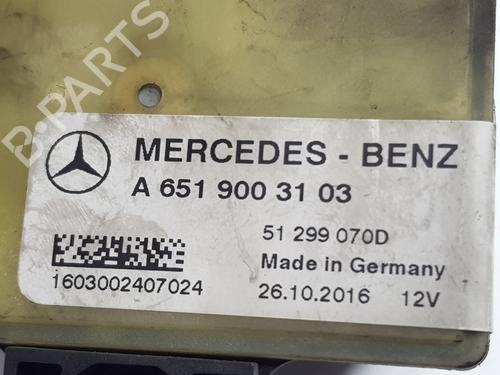 B-PARTS
MERCEDES - BENZ
A 651 900 31 03
51 299 070D
Made in Germany
1603002407024
26.10.2016 12V